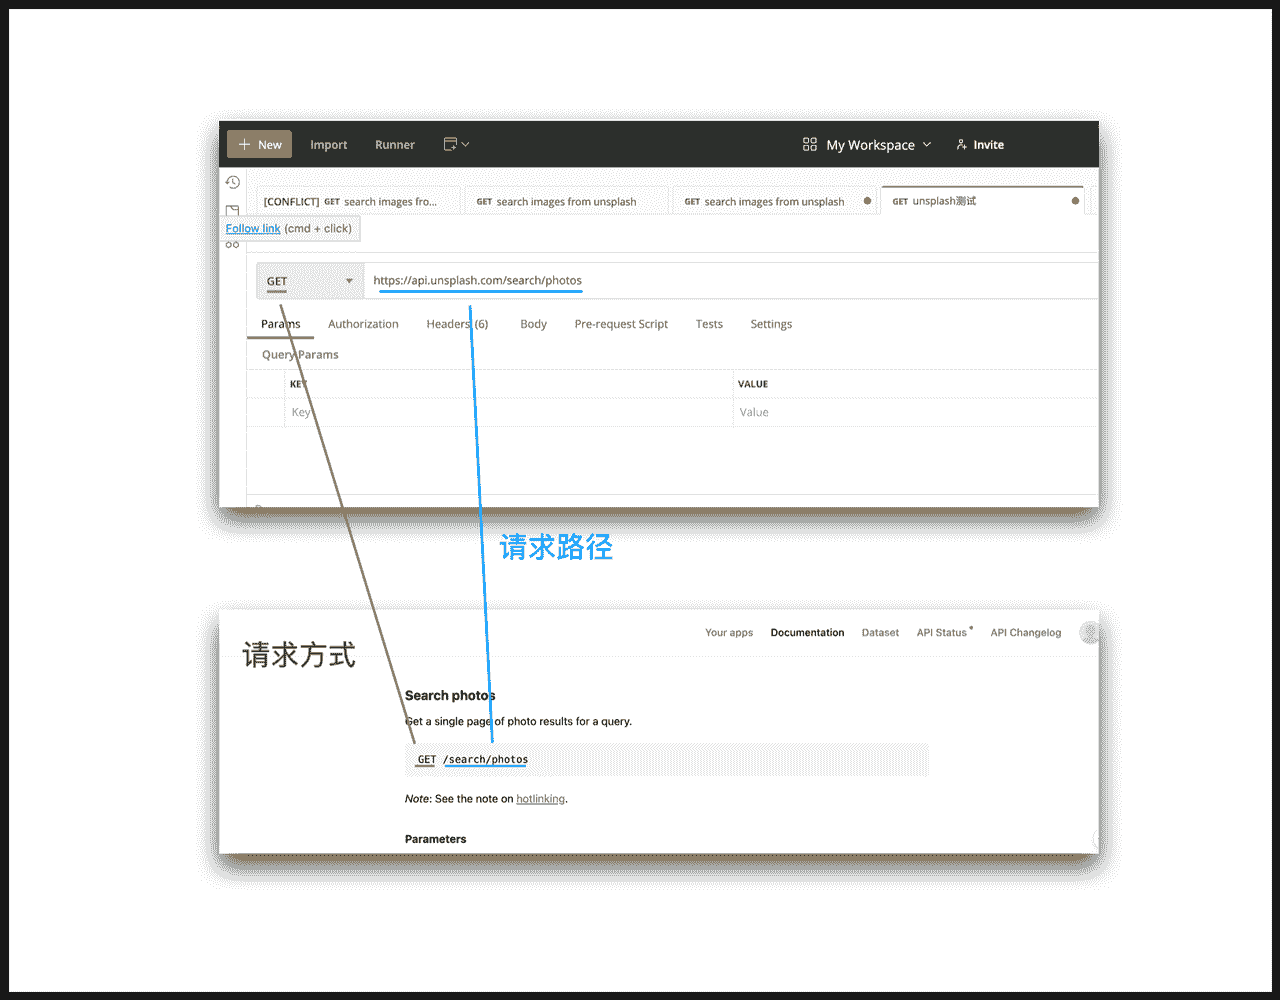 New Import Runner My Workspace Invite
[CONFLICT] GET search images fro... GET search images from unsplash GET search images from unsplash GET unsplash测试
Follow link (cmd + click)
GET https://api.unsplash.com/search/photos
Params Authorization Headers (6) Body Pre-request Script Tests Settings
Query Params
KEY VALUE
Key Value
请求路径
Your apps Documentation Dataset API Status API Changelog
请求方式
Search photos
Get a single page of photo results for a query.
GET /search/photos
Note: See the note on hotlinking.
Parameters